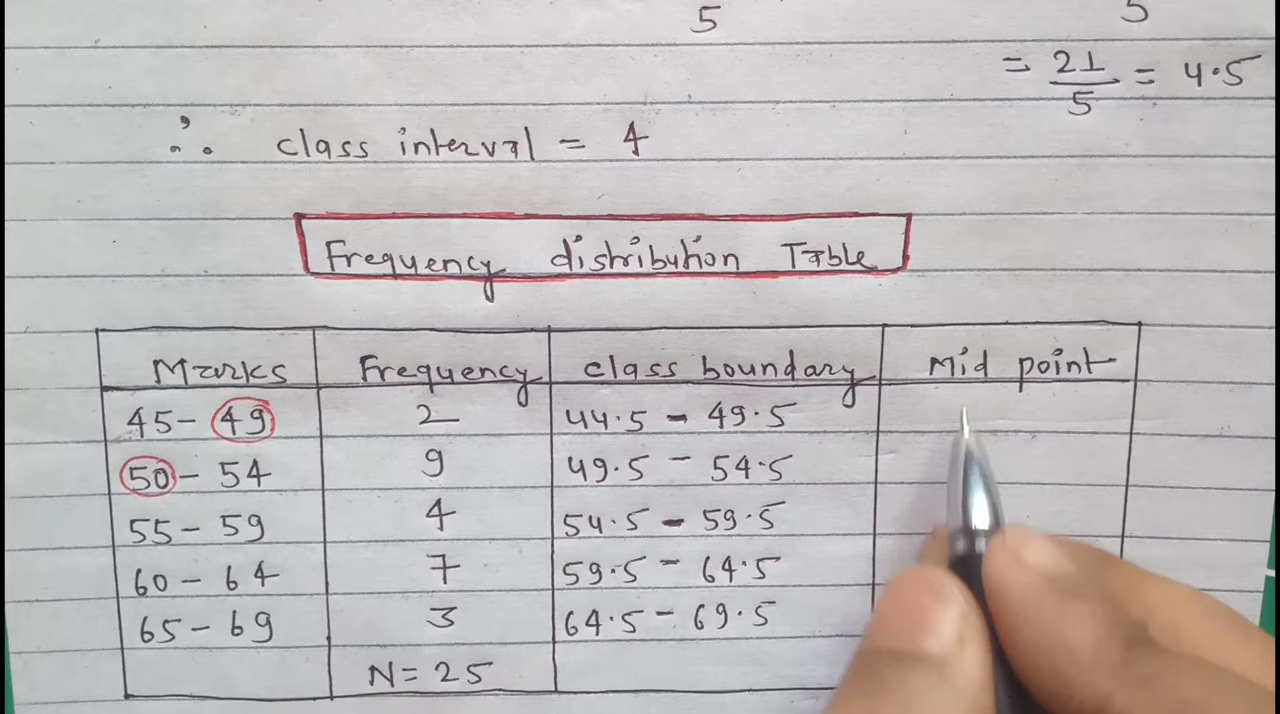 5 5
= 21/5 = 4.5
∴ class interval = 4
Frequency distribution Table
Marks Frequency class boundary Mid point
45 - 49 2 44.5 - 49.5
50 - 54 9 49.5 - 54.5
55 - 59 4 54.5 - 59.5
60 - 64 7 59.5 - 64.5
65 - 69 3 64.5 - 69.5
N = 25